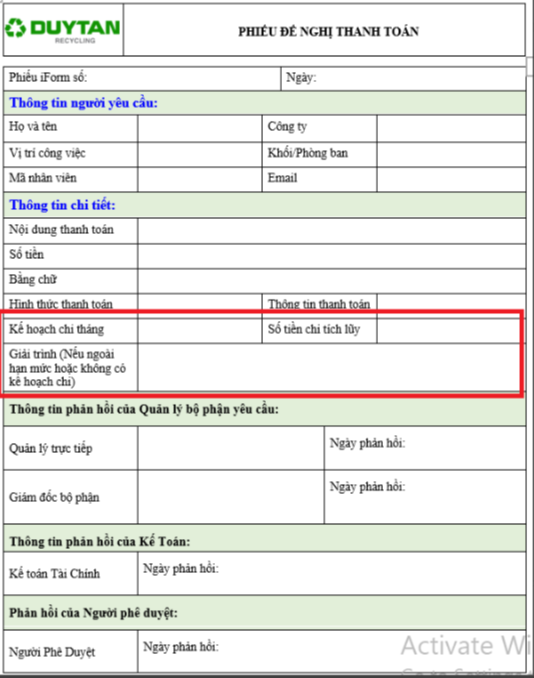 DUYTAN
RECYCLING
PHIẾU ĐỀ NGHỊ THANH TOÁN
Phiếu iForm số:
Ngày:
Thông tin người yêu cầu:
Họ và tên
Công ty
Vị trí công việc
Khối/Phòng ban
Mã nhân viên
Email
Thông tin chi tiết:
Nội dung thanh toán
Số tiền
Bằng chữ
Hình thức thanh toán
Thông tin thanh toán
Kế hoạch chi tháng
Số tiền chi tích lũy
Giải trình (Nếu ngoài
hạn mức hoặc không có
kế hoạch chi)
Thông tin phản hồi của Quản lý bộ phận yêu cầu:
Quản lý trực tiếp
Ngày phản hồi:
Giám đốc bộ phận
Ngày phản hồi:
Thông tin phản hồi của Kế Toán:
Kế toán Tài Chính
Ngày phản hồi:
Phản hồi của Người phê duyệt:
Người Phê Duyệt
Ngày phản hồi:
Activate Wi